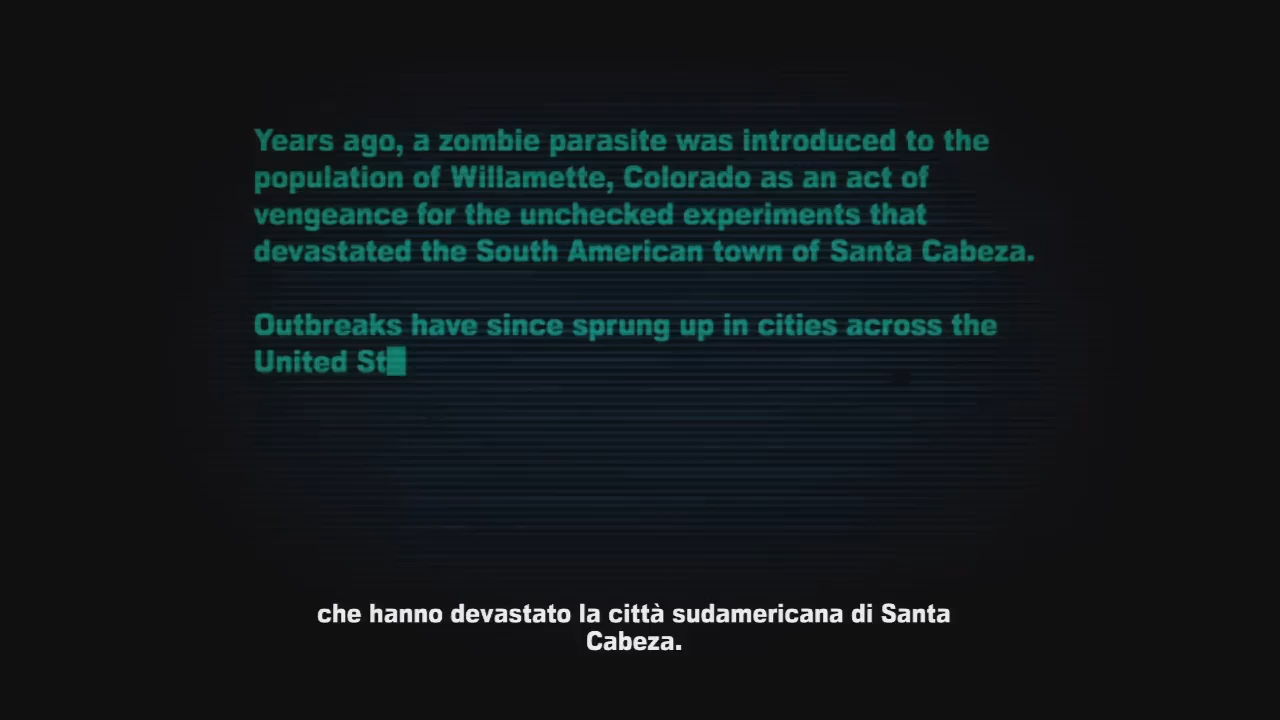 Years ago, a zombie parasite was introduced to the
population of Willamette, Colorado as an act of
vengeance for the unchecked experiments that
devastated the South American town of Santa Cabeza.
Outbreaks have since sprung up in cities across the
United St
che hanno devastato la città sudamericana di Santa
Cabeza.